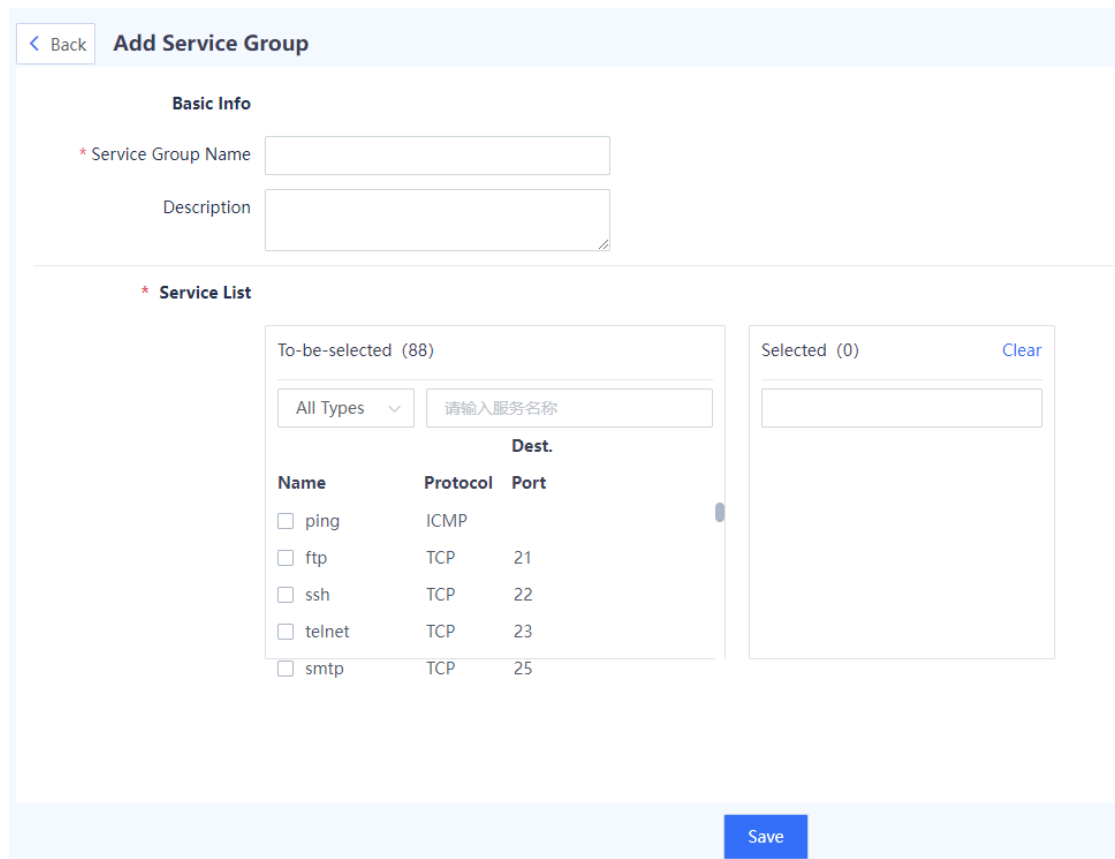 Back Add Service Group
Basic Info
* Service Group Name
Description
* Service List
To-be-selected (88)
Selected (0) Clear
All Types 请输入服务名称
Dest.
Name Protocol Port
ping ICMP
ftp TCP 21
ssh TCP 22
telnet TCP 23
smtp TCP 25
Save